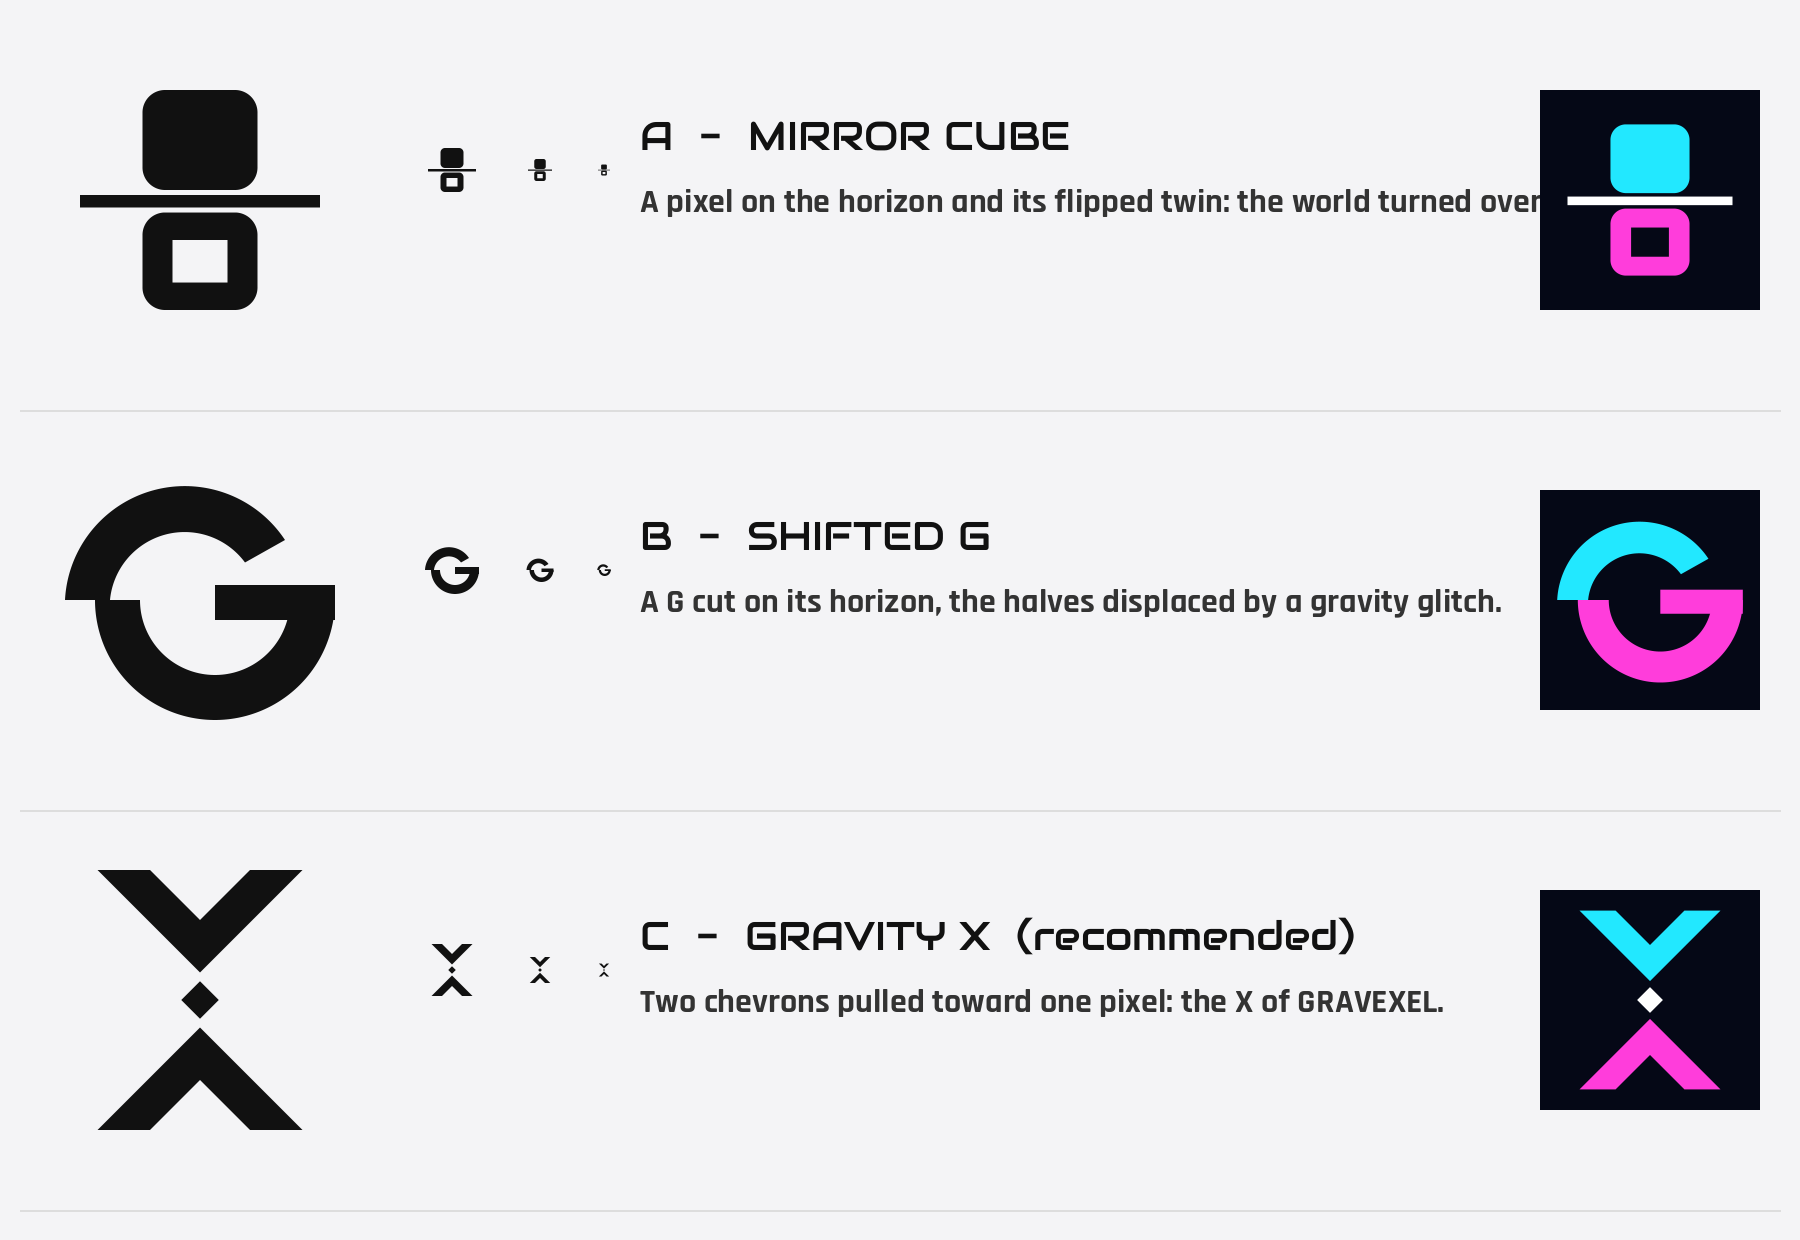 A - MIRROR CUBE
A pixel on the horizon and its flipped twin: the world turned over
B - SHIFTED G
A G cut on its horizon, the halves displaced by a gravity glitch.
C - GRAVITY X (recommended)
Two chevrons pulled toward one pixel: the X of GRAVEXEL.